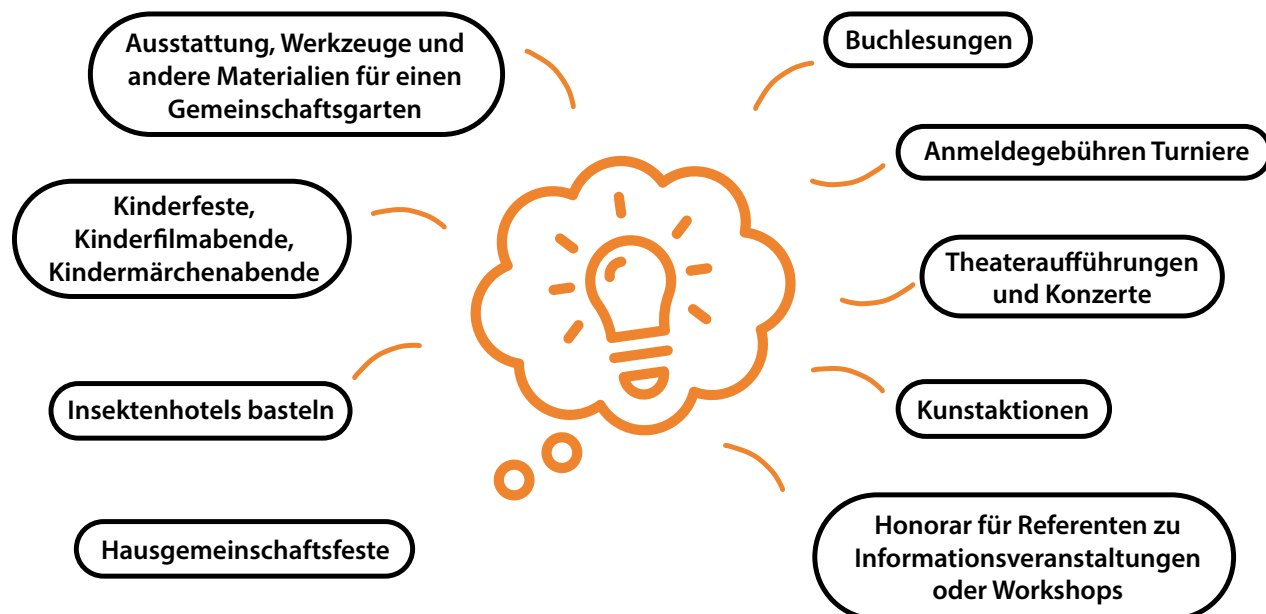 Ausstattung, Werkzeuge und
andere Materialien für einen
Gemeinschaftsgarten
Kinderfeste,
Kinderfilmabende,
Kindermärchenabende
Insektenhotels basteln
Hausgemeinschaftsfeste
Buchlesungen
Anmeldegebühren Turniere
Theateraufführungen
und Konzerte
Kunstaktionen
Honorar für Referenten zu
Informationsveranstaltungen
oder Workshops